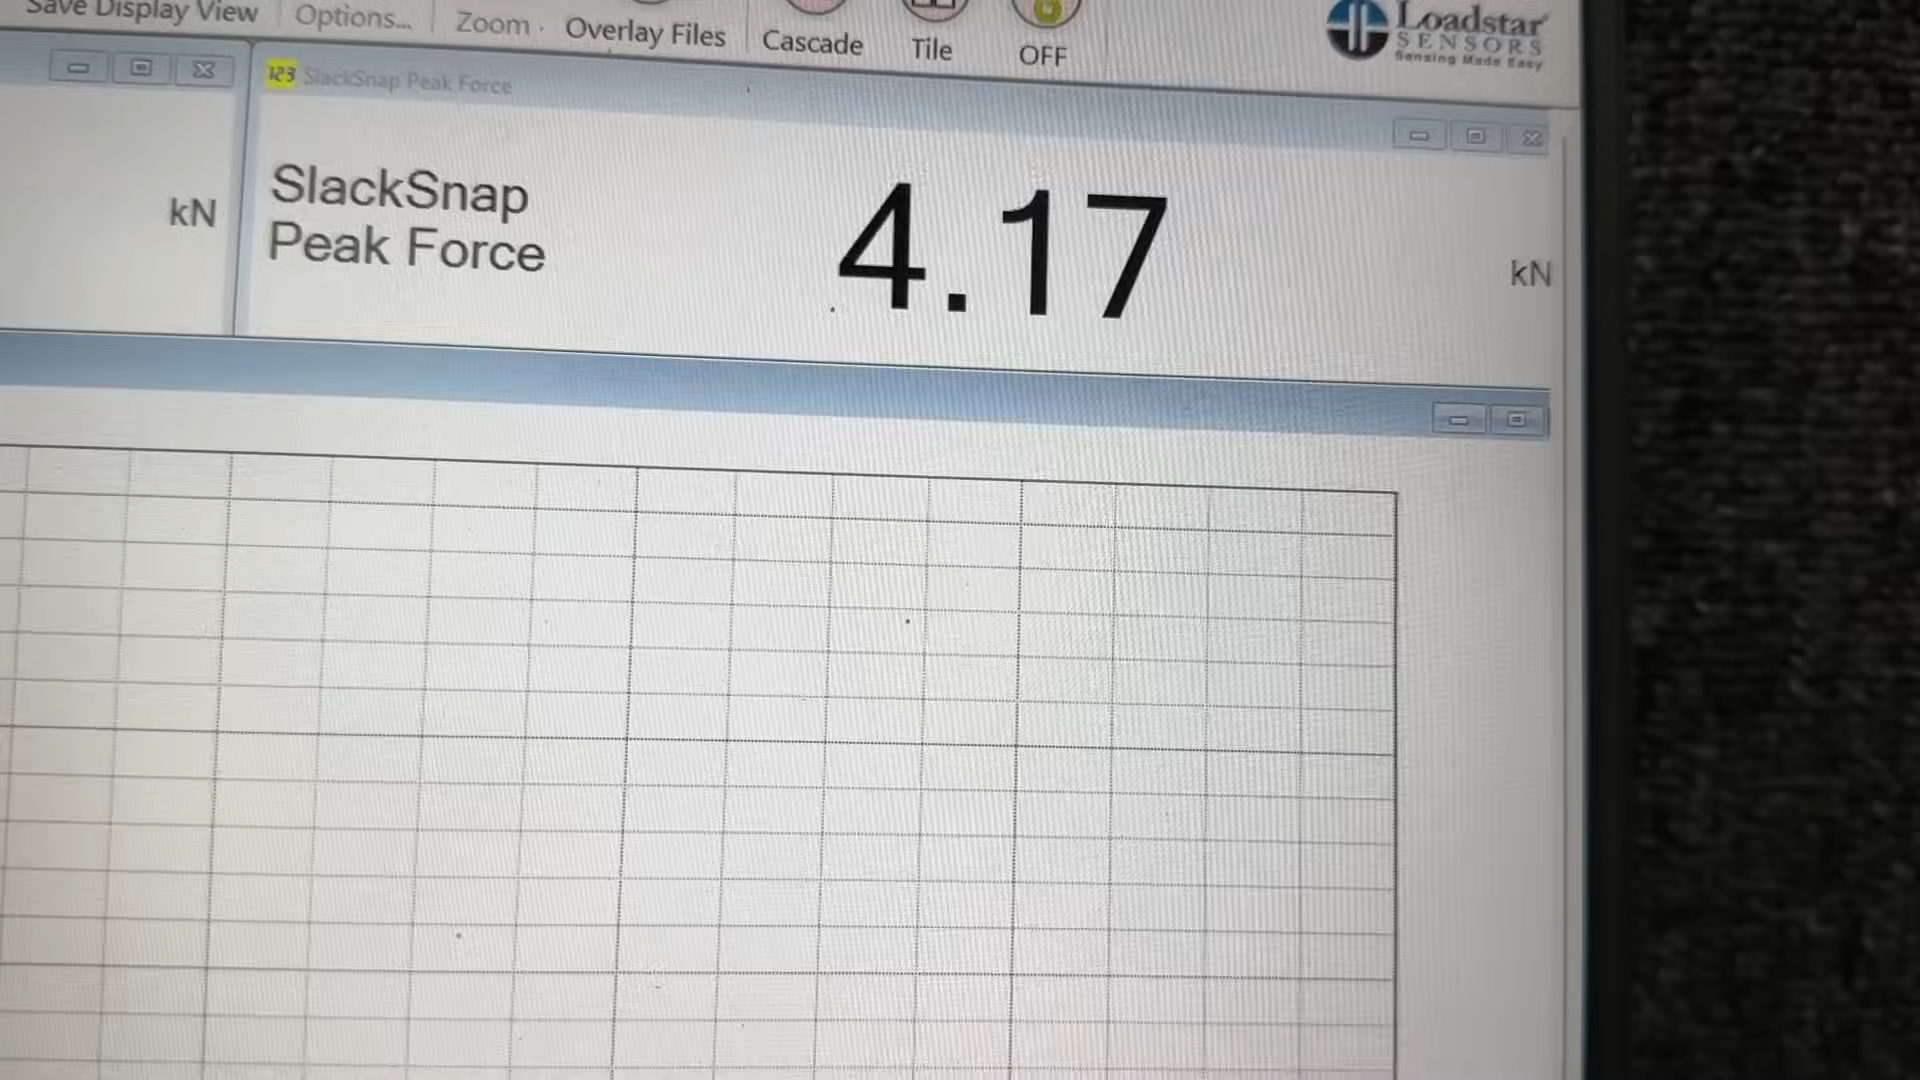 Save Display View
Options...
Zoom
Overlay Files
Cascade
Tile
OFF
Loadstar
SENSORS
Sensing Made Easy
123 SlackSnap Peak Force
kN
SlackSnap
Peak Force
4.17
kN